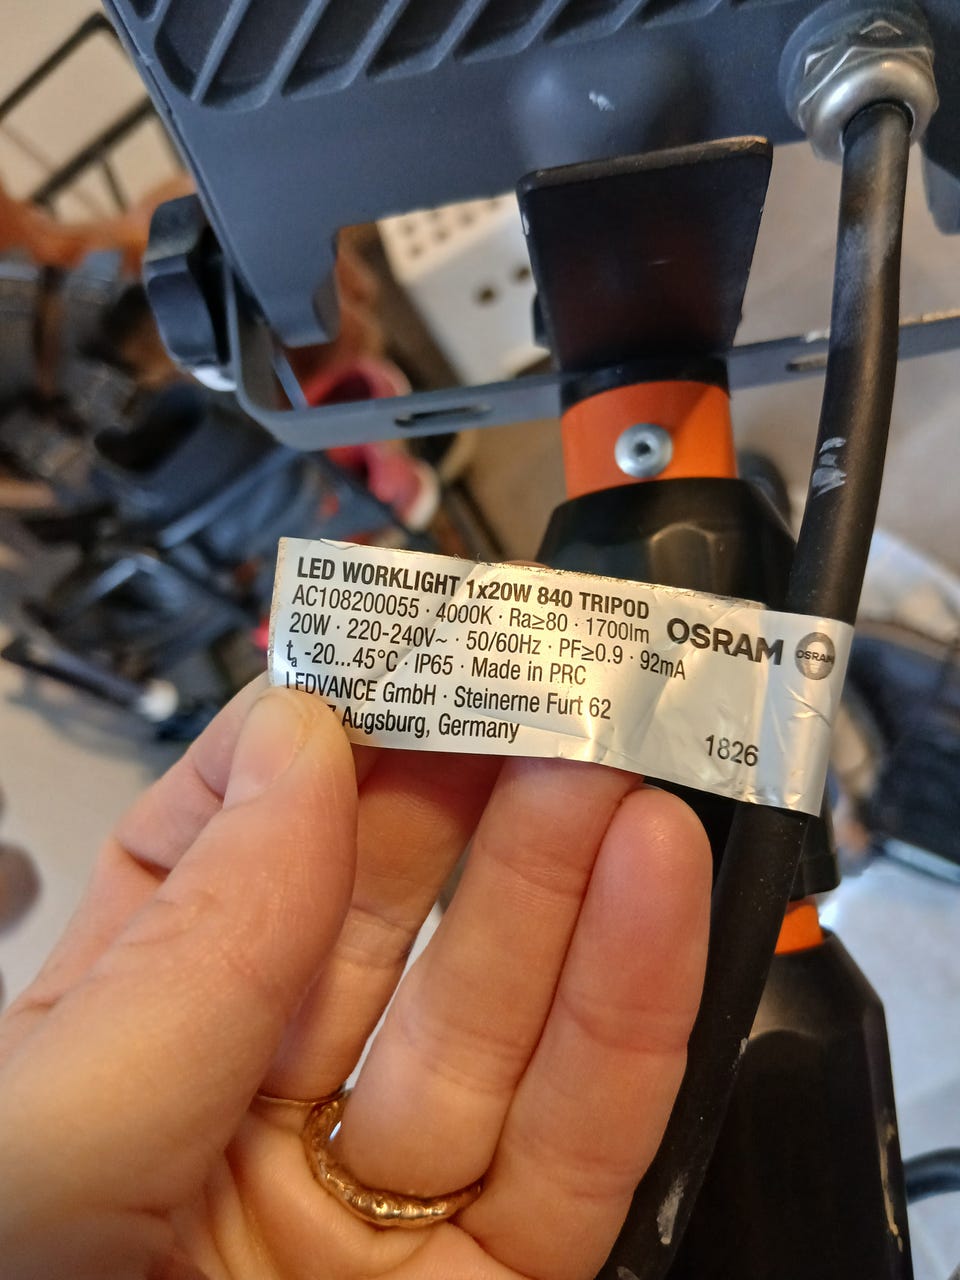 LED WORKLIGHT 1x20W 840 TRIPOD
AC108200055 · 4000K · Ra≥80 · 1700lm
20W · 220-240V~ · 50/60Hz · PF≥0.9 · 92mA
ta -20...45°C · IP65 · Made in PRC
LEDVANCE GmbH · Steinerne Furt 62
Augsburg, Germany
OSRAM
OSRAM
1826